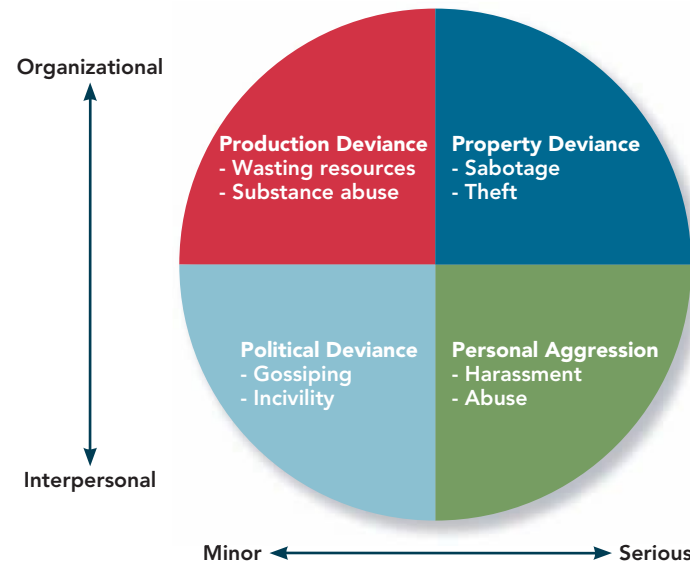 Organizational
Production Deviance
- Wasting resources
- Substance abuse
Property Deviance
- Sabotage
- Theft
Political Deviance
- Gossiping
- Incivility
Personal Aggression
- Harassment
- Abuse
Interpersonal
Minor
Serious